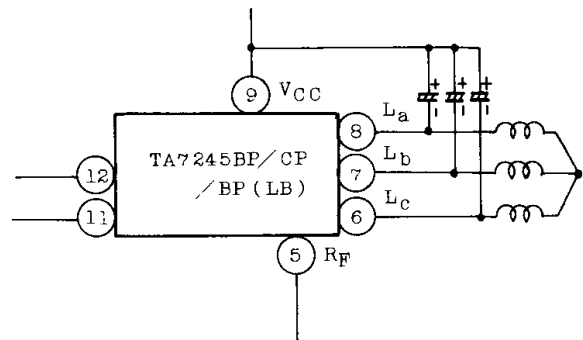 + + +
9 VCC
- - -
8 La
TA7245BP/CP
12
7 Lb
/BP(LB)
11
6 Lc
5 RF